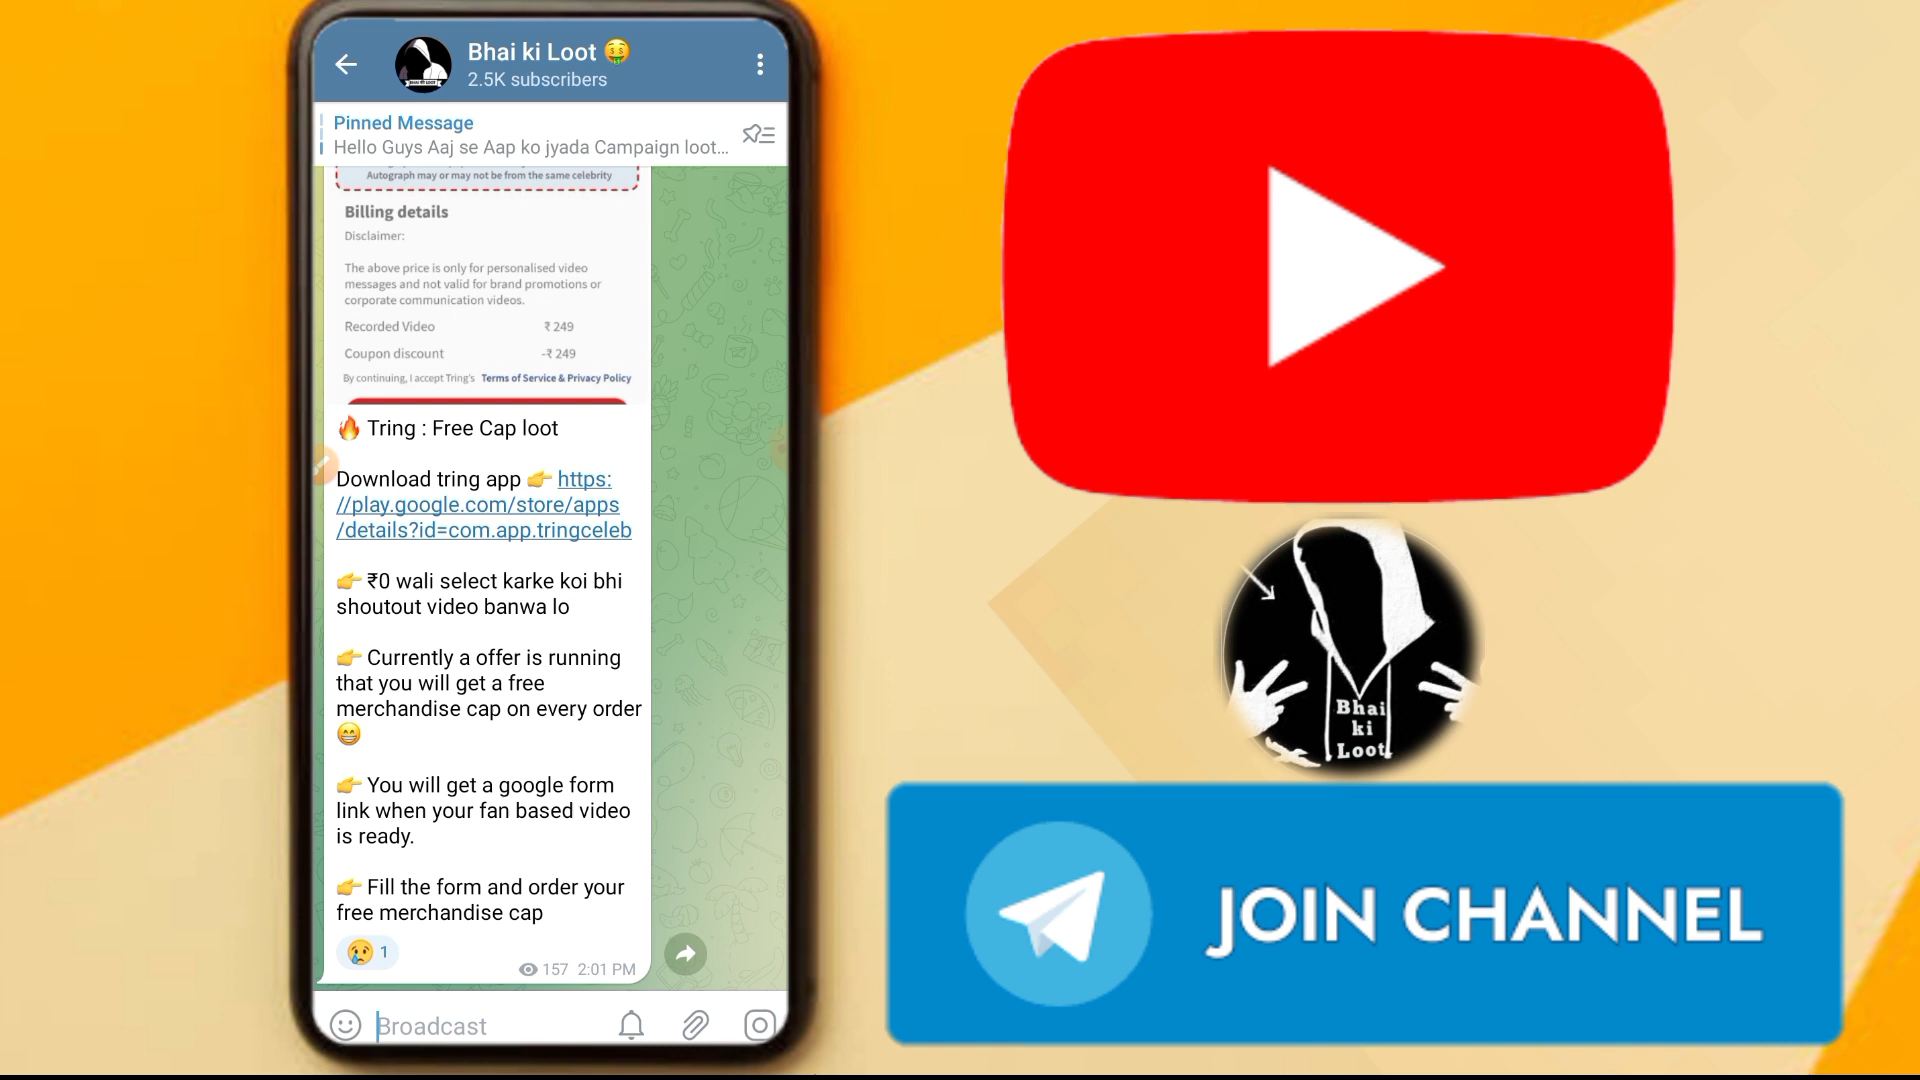 Bhai ki Loot 🤑
2.5K subscribers
Pinned Message
Hello Guys Aaj se Aap ko jyada Campaign loot...
Autograph may or may not be from the same celebrity
Billing details
Disclaimer:
The above price is only for personalised video
messages and not valid for brand promotions or
corporate communication videos.
Recorded Video ₹ 249
Coupon discount -₹ 249
By continuing, I accept Tring's Terms of Service & Privacy Policy
🔥 Tring : Free Cap loot
Download tring app 👉 https:
//play.google.com/store/apps
/details?id=com.app.tringceleb
👉 ₹0 wali select karke koi bhi
shoutout video banwa lo
👉 Currently a offer is running
that you will get a free
merchandise cap on every order
😁
👉 You will get a google form
link when your fan based video
is ready.
👉 Fill the form and order your
free merchandise cap
😢 1
157 2:01 PM
Broadcast
Bhai
ki
Loot
JOIN CHANNEL